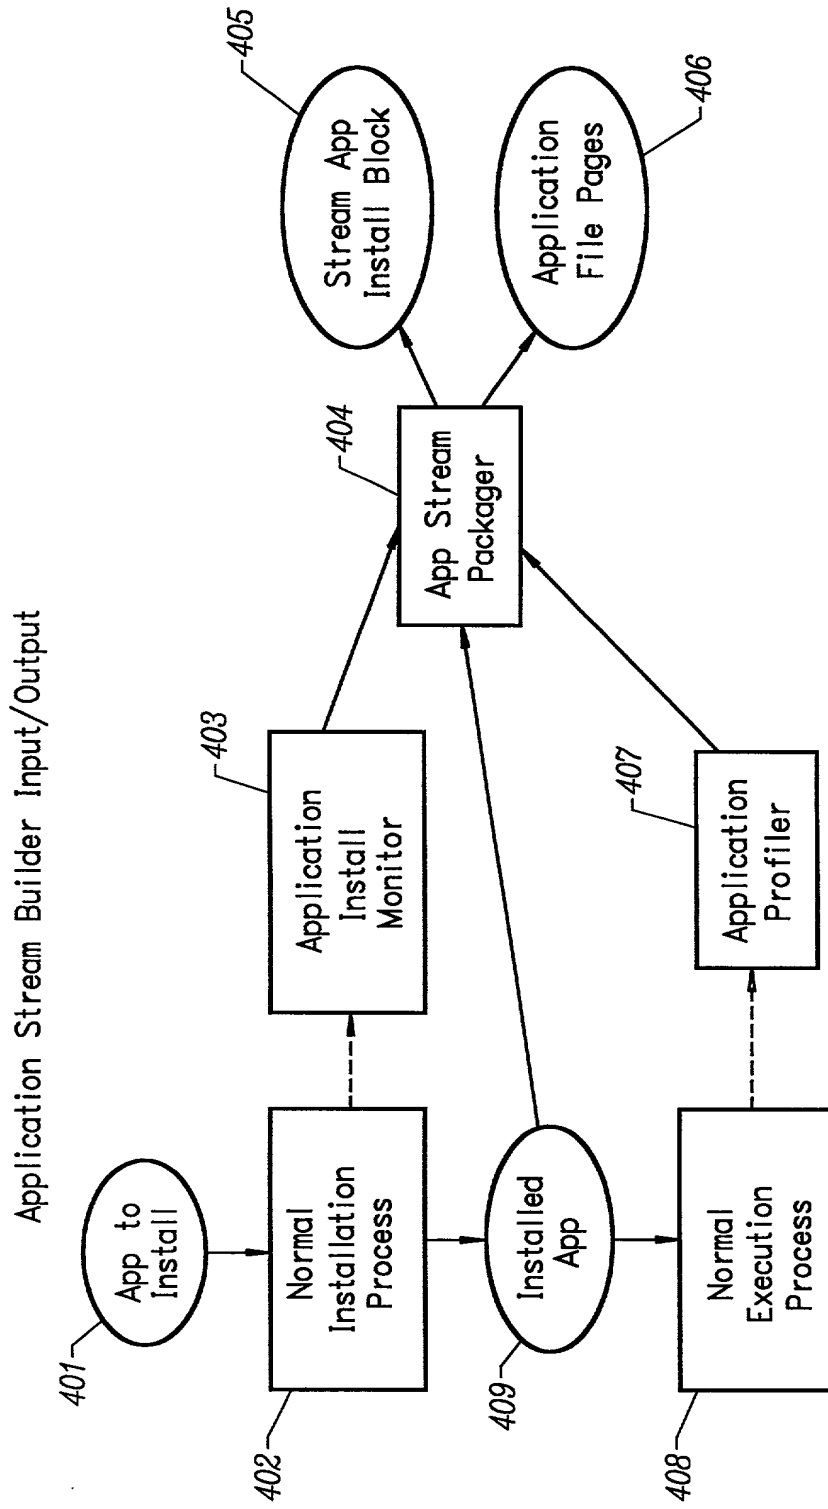 Application Stream Builder Input/Output
401
App to
Install
402
Normal
Installation
Process
403
Application
Install
Monitor
404
App Stream
Packager
405
Stream App
Install Block
406
Application
File Pages
409
Installed
App
407
Application
Profiler
408
Normal
Execution
Process